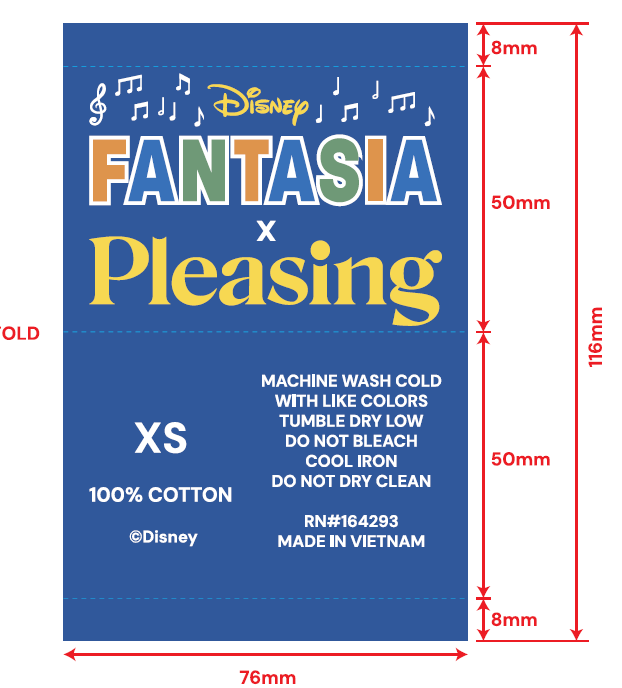 8mm
Disney
FANTASIA
50mm
x
Pleasing
116mm
MACHINE WASH COLD
WITH LIKE COLORS
TUMBLE DRY LOW
DO NOT BLEACH
COOL IRON
DO NOT DRY CLEAN
XS
50mm
100% COTTON
RN#164293
©Disney
MADE IN VIETNAM
8mm
76mm